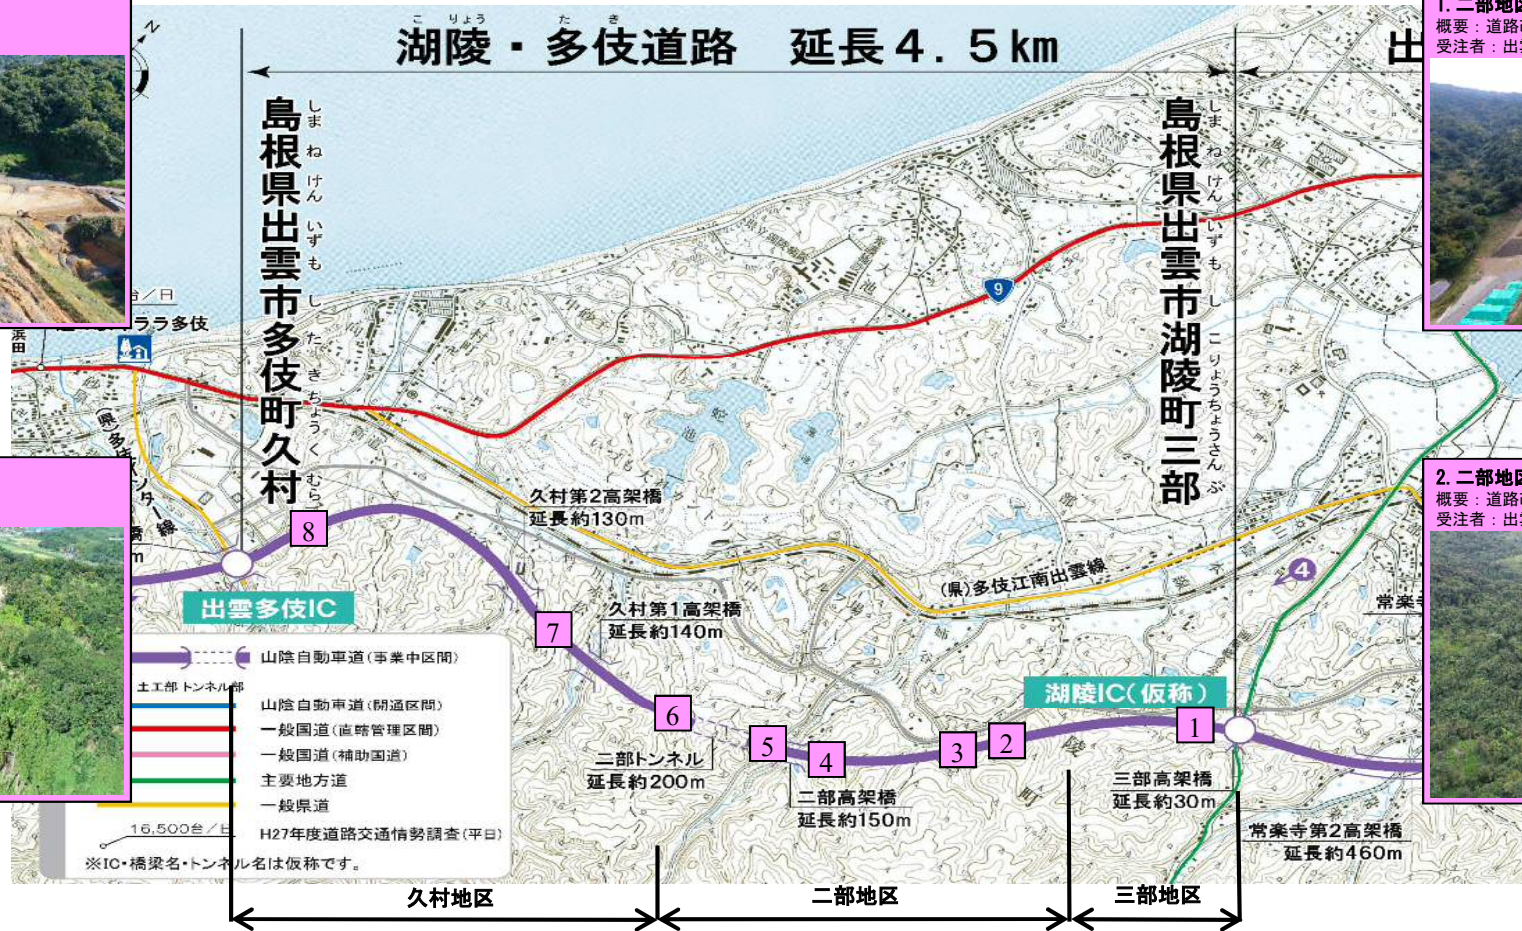 湖陵・多伎道路 延長4.5km
こ りょう た き
出
N
1. 二部地区
概要：道路
受注者：出
島根県出雲市多伎町久村
しまねけんいずもしたきちょうくむら
島根県出雲市湖陵町三部
しまねけんいずもしこりょうちょうさんぶ
9
台／日
ララ多伎
浜田
(県)多伎
ンター線
橋
m
8
久村第2高架橋
延長約130m
2. 二部地区
概要：道路
受注者：出
(県)多伎江南出雲線
4
常楽寺
出雲多伎IC
7
久村第1高架橋
延長約140m
湖陵IC(仮称)
6
5
4
3
2
1
二部トンネル
延長約200m
二部高架橋
延長約150m
三部高架橋
延長約30m
常楽寺第2高架橋
延長約460m
山陰自動車道(事業中区間)
土工部 トンネル部
山陰自動車道(開通区間)
一般国道(直轄管理区間)
一般国道(補助国道)
主要地方道
一般県道
16,500台／日
H27年度道路交通情勢調査(平日)
※IC・橋梁名・トンネル名は仮称です。
久村地区
二部地区
三部地区